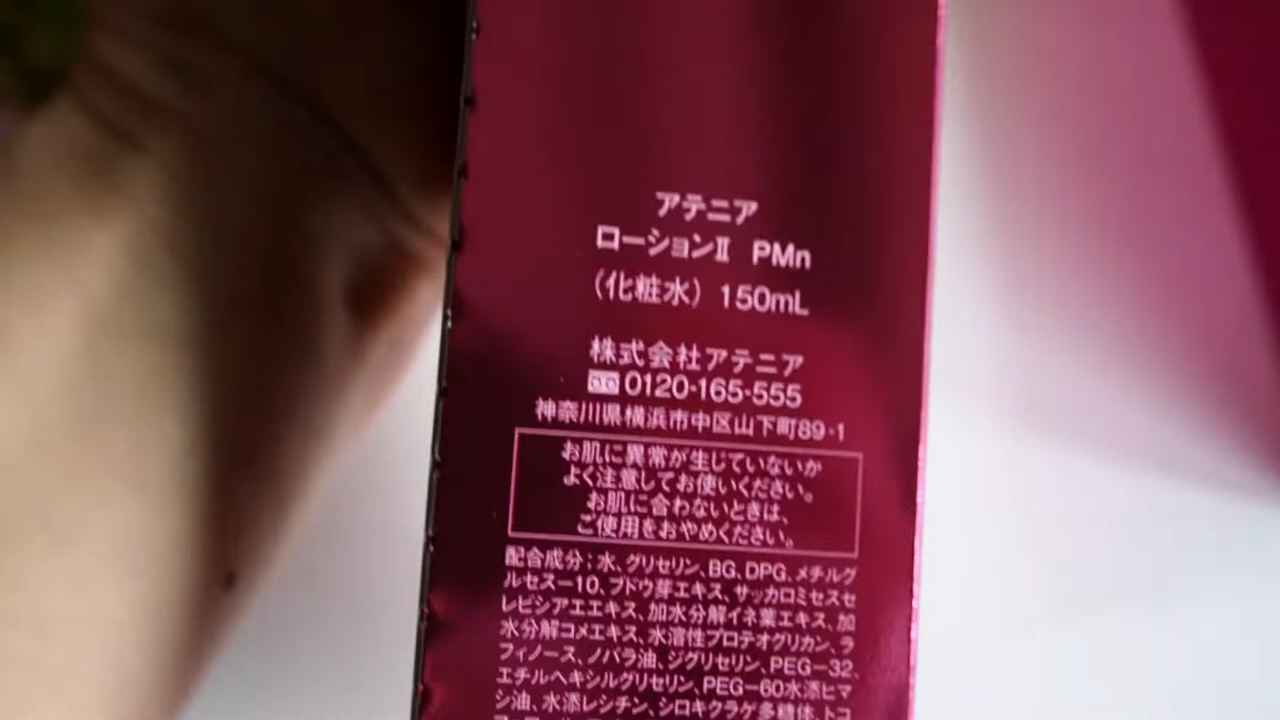 アテニア
ローションⅡ PMn
（化粧水）150mL
株式会社アテニア
0120-165-555
神奈川県横浜市中区山下町89-1
お肌に異常が生じていないか
よく注意してお使いください。
お肌に合わないときは、
ご使用をおやめください。
配合成分：水、グリセリン、BG、DPG、メチルグ
ルセス－10、ブドウ芽エキス、サッカロミセスセ
レビシアエエキス、加水分解イネ葉エキス、加
水分解コメエキス、水溶性プロテオグリカン、ラ
フィノース、ノバラ油、ジグリセリン、PEG－32、
エチルヘキシルグリセリン、PEG－60水添ヒマ
シ油、水添レシチン、シロキクラゲ多糖体、トコ